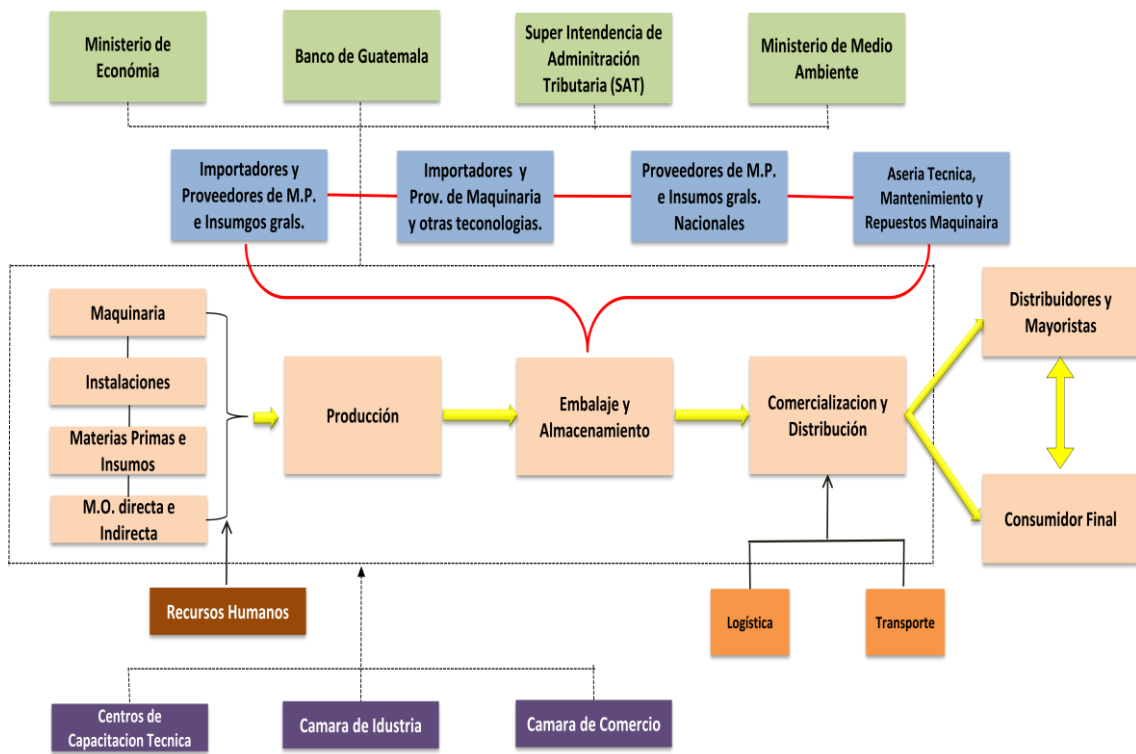 Ministerio de
Económia
Banco de Guatemala
Super Intendencia de
Adminitración
Tributaria (SAT)
Ministerio de Medio
Ambiente
Importadores y
Proveedores de M.P.
e Insumgos grals.
Importadores y
Prov. de Maquinaria
y otras teconologias.
Proveedores de M.P.
e Insumos grals.
Nacionales
Aseria Tecnica,
Mantenimiento y
Repuestos Maquinaira
Maquinaria
Instalaciones
Materias Primas e
Insumos
M.O. directa e
Indirecta
Producción
Embalaje y
Almacenamiento
Comercializacion y
Distribución
Distribuidores y
Mayoristas
Consumidor Final
Recursos Humanos
Logística
Transporte
Centros de
Capacitacion Tecnica
Camara de Idustria
Camara de Comercio